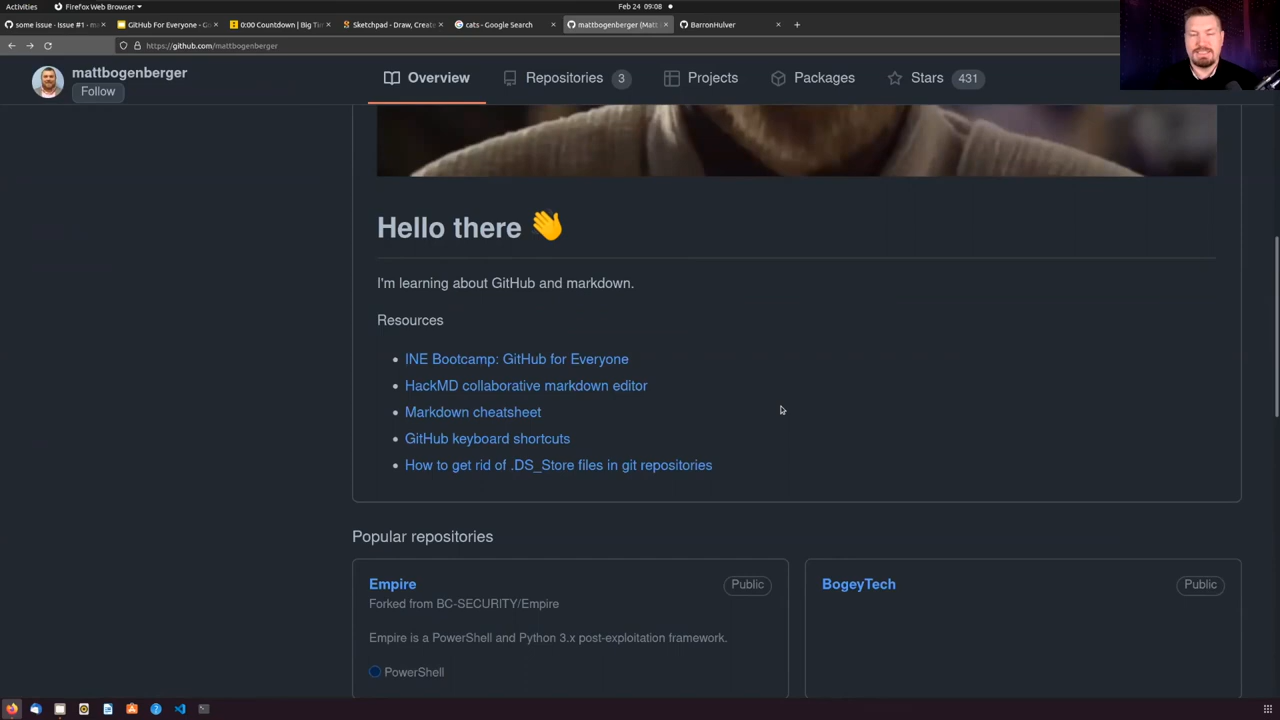 Activities
Firefox Web Browser
Feb 24 09:08
some issue · Issue #1 · m
GitHub For Everyone - G
0:00 Countdown | Big Ti
Sketchpad - Draw, Create
cats - Google Search
mattbogenberger (Matt
BarronHulver
https://github.com/mattbogenberger
mattbogenberger
Follow
Overview
Repositories 3
Projects
Packages
Stars 431
Hello there 👋
I'm learning about GitHub and markdown.
Resources
• INE Bootcamp: GitHub for Everyone
• HackMD collaborative markdown editor
• Markdown cheatsheet
• GitHub keyboard shortcuts
• How to get rid of .DS_Store files in git repositories
Popular repositories
Empire Public
Forked from BC-SECURITY/Empire
Empire is a PowerShell and Python 3.x post-exploitation framework.
PowerShell
BogeyTech Public